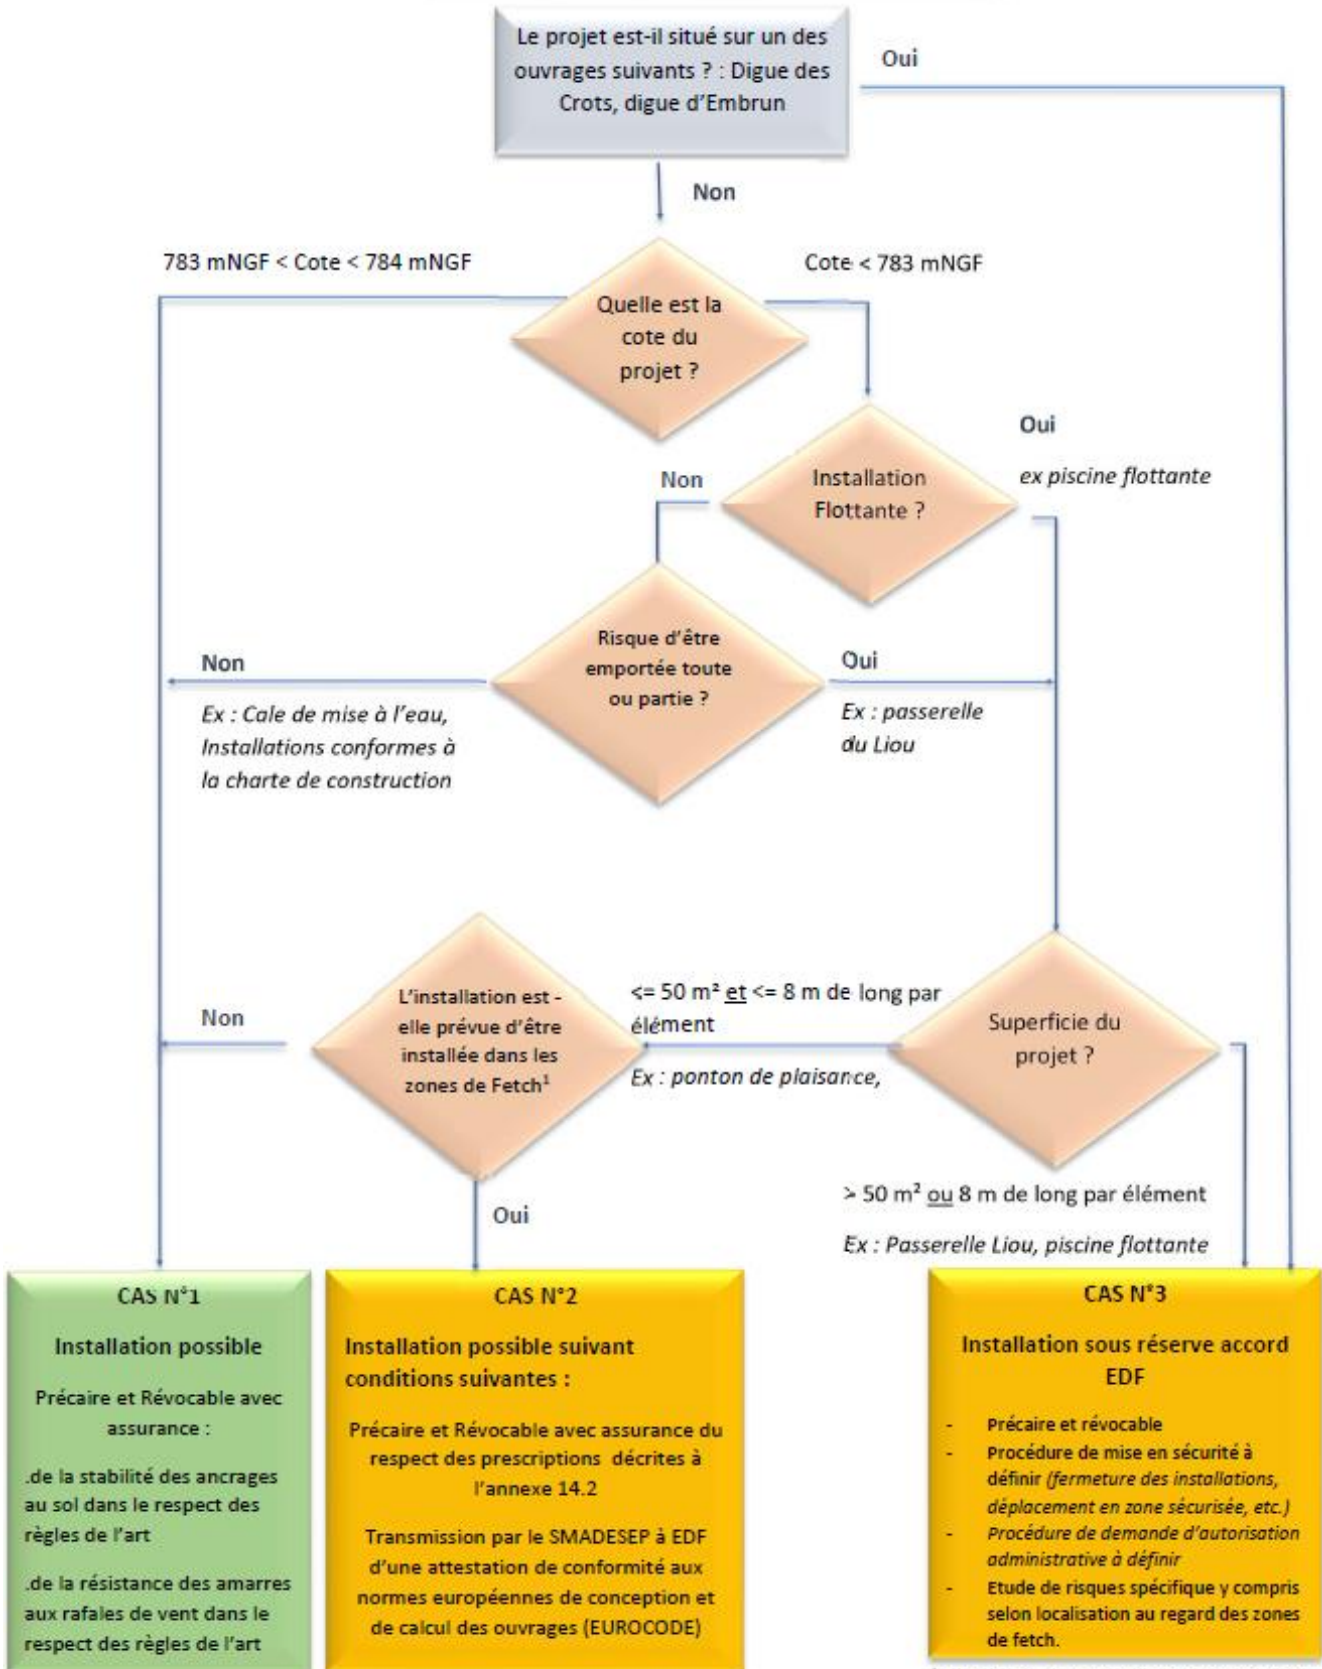 Le projet est-il situé sur un des
ouvrages suivants ? : Digue des
Crots, digue d'Embrun
Oui
Non
783 mNGF < Cote < 784 mNGF
Cote < 783 mNGF
Quelle est la
cote du
projet ?
Oui
ex piscine flottante
Non
Installation
Flottante ?
Risque d'être
emportée toute
ou partie ?
Non
Ex : Cale de mise à l'eau,
Installations conformes à
la charte de construction
Oui
Ex : passerelle
du Liou
L'installation est -
elle prévue d'être
installée dans les
zones de Fetch¹
Non
<= 50 m² et <= 8 m de long par
élément
Ex : ponton de plaisance,
Superficie du
projet ?
Oui
> 50 m² ou 8 m de long par élément
Ex : Passerelle Liou, piscine flottante
CAS N°1
Installation possible
Précaire et Révocable avec
assurance :
.de la stabilité des ancrages
au sol dans le respect des
règles de l'art
.de la résistance des amarres
aux rafales de vent dans le
respect des règles de l'art
CAS N°2
Installation possible suivant
conditions suivantes :
Précaire et Révocable avec assurance du
respect des prescriptions décrites à
l'annexe 14.2
Transmission par le SMADESEP à EDF
d'une attestation de conformité aux
normes européennes de conception et
de calcul des ouvrages (EUROCODE)
CAS N°3
Installation sous réserve accord
EDF
- Précaire et révocable
- Procédure de mise en sécurité à
définir (fermeture des installations,
déplacement en zone sécurisée, etc.)
- Procédure de demande d'autorisation
administrative à définir
- Etude de risques spécifique y compris
selon localisation au regard des zones
de fetch.